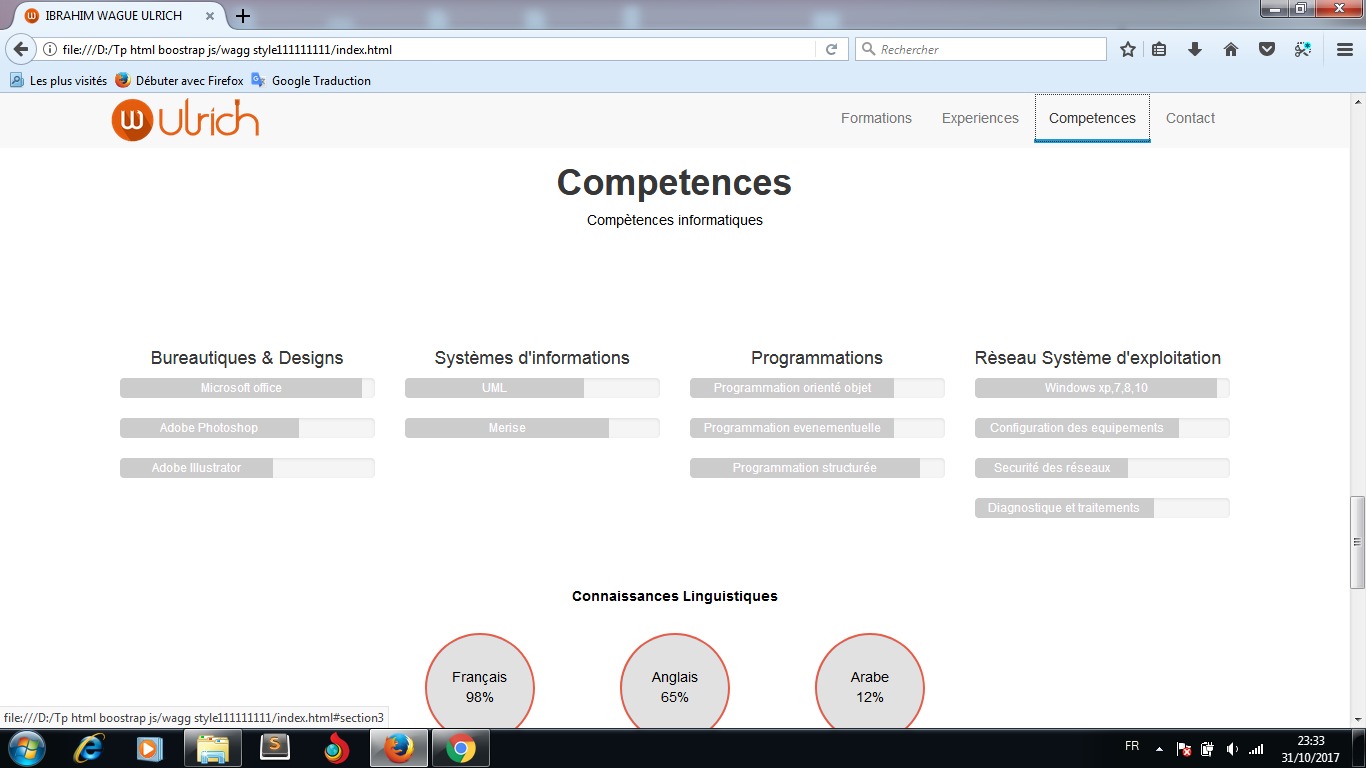 IBRAHIM WAGUE ULRICH
file:///D:/Tp html boostrap js/wagg style111111111/index.html
Rechercher
Les plus visités Débuter avec Firefox Google Traduction
w ulrich
Formations Experiences Competences Contact
Competences
Compètences informatiques
Bureautiques & Designs
Microsoft office
Adobe Photoshop
Adobe Illustrator
Systèmes d'informations
UML
Merise
Programmations
Programmation orienté objet
Programmation evenementuelle
Programmation structurée
Rèseau Système d'exploitation
Windows xp,7,8,10
Configuration des equipements
Securité des réseaux
Diagnostique et traitements
Connaissances Linguistiques
Français
98%
Anglais
65%
Arabe
12%
file:///D:/Tp html boostrap js/wagg style111111111/index.html#section3
FR
23:33
31/10/2017